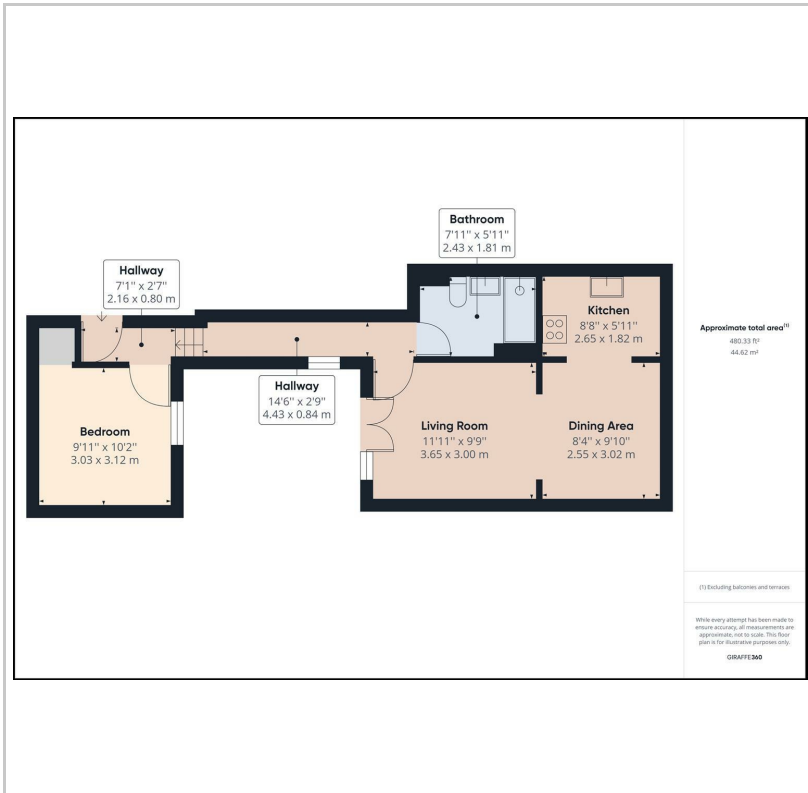 Bathroom
7'11" x 5'11"
2.43 x 1.81 m
Hallway
7'1" x 2'7"
2.16 x 0.80 m
Kitchen
8'8" x 5'11"
2.65 x 1.82 m
Hallway
14'6" x 2'9"
4.43 x 0.84 m
Bedroom
9'11" x 10'2"
3.03 x 3.12 m
Living Room
11'11" x 9'9"
3.65 x 3.00 m
Dining Area
8'4" x 9'10"
2.55 x 3.02 m
Approximate total area(1)
480.33 ft²
44.62 m²
(1) Excluding balconies and terraces
While every attempt has been made to
ensure accuracy, all measurements are
approximate, not to scale. This floor
plan is for illustrative purposes only.
GIRAFFE360